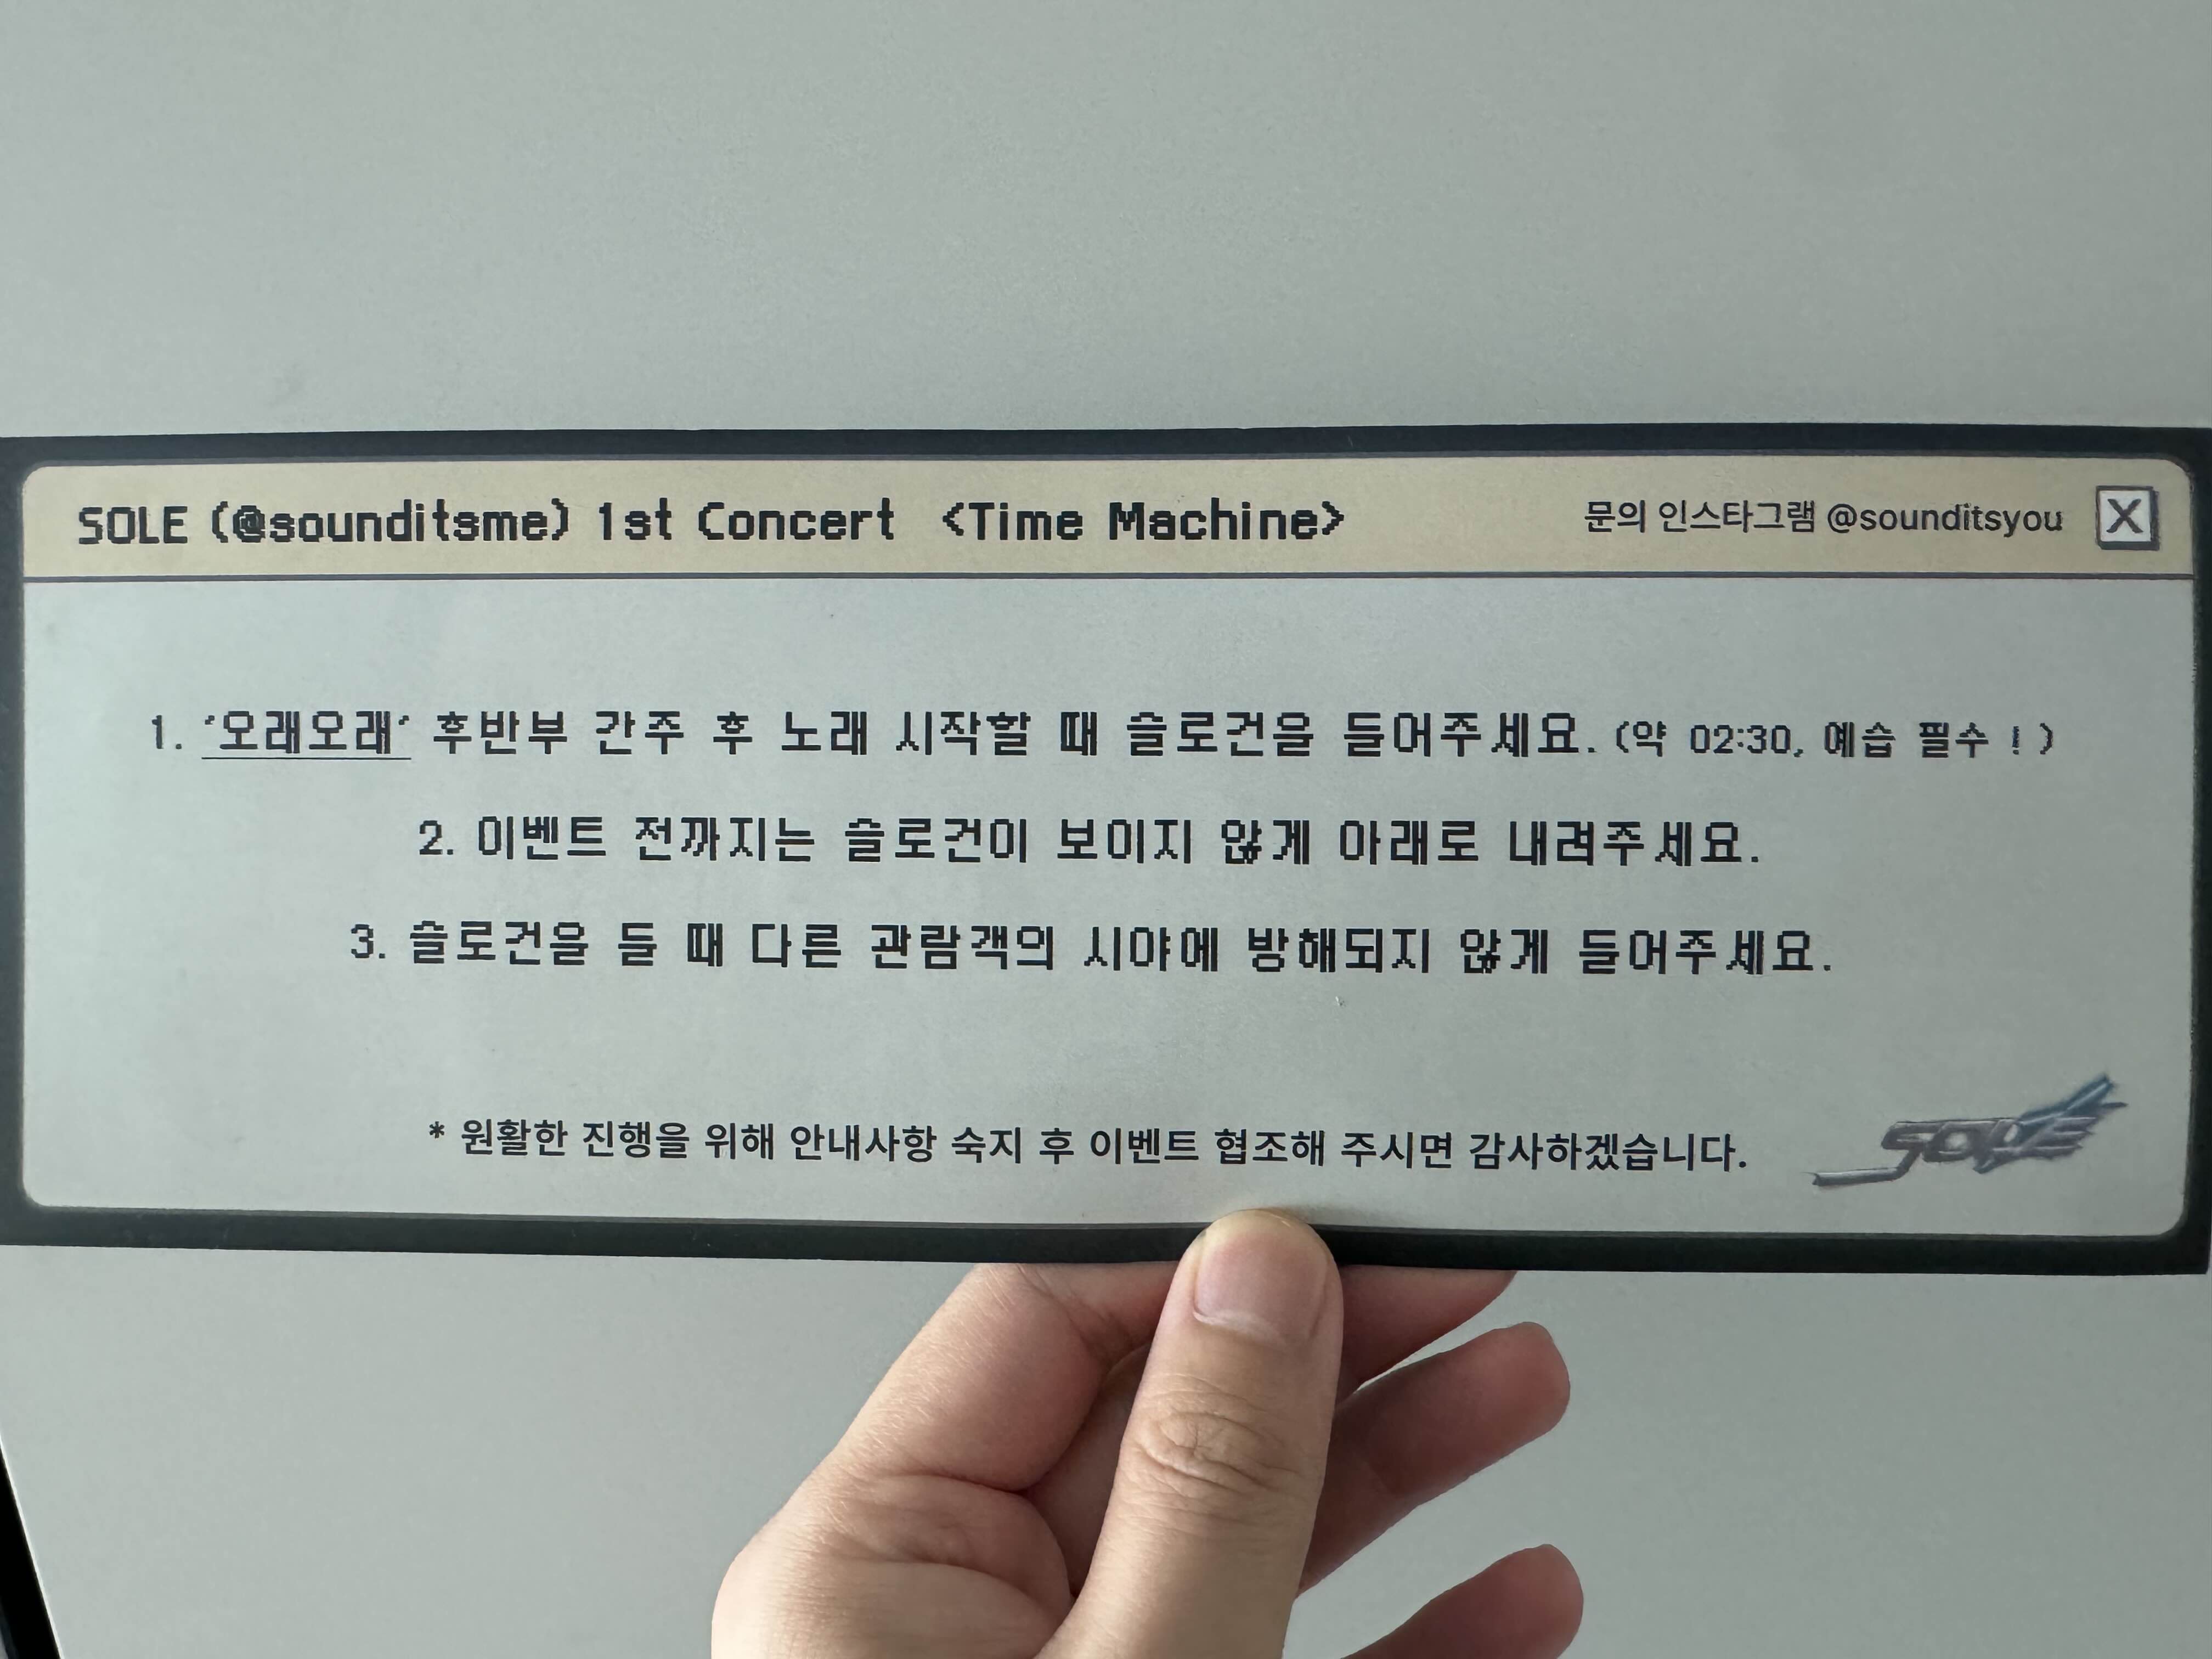 SOLE (@sounditsme) 1st Concert <Time Machine>
문의 인스타그램 @sounditsyou
X
1. '오래오래' 후반부 간주 후 노래 시작할 때 슬로건을 들어주세요. (약 02:30, 예습 필수 ! )
2. 이벤트 전까지는 슬로건이 보이지 않게 아래로 내려주세요.
3. 슬로건을 들 때 다른 관람객의 시야에 방해되지 않게 들어주세요.
* 원활한 진행을 위해 안내사항 숙지 후 이벤트 협조해 주시면 감사하겠습니다.
SOLE